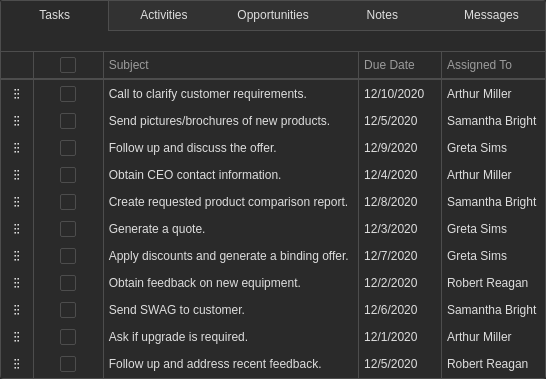 Tasks Activities Opportunities Notes Messages
Subject Due Date Assigned To
Call to clarify customer requirements. 12/10/2020 Arthur Miller
Send pictures/brochures of new products. 12/5/2020 Samantha Bright
Follow up and discuss the offer. 12/9/2020 Greta Sims
Obtain CEO contact information. 12/4/2020 Arthur Miller
Create requested product comparison report. 12/8/2020 Samantha Bright
Generate a quote. 12/3/2020 Greta Sims
Apply discounts and generate a binding offer. 12/7/2020 Greta Sims
Obtain feedback on new equipment. 12/2/2020 Robert Reagan
Send SWAG to customer. 12/6/2020 Samantha Bright
Ask if upgrade is required. 12/1/2020 Arthur Miller
Follow up and address recent feedback. 12/5/2020 Robert Reagan